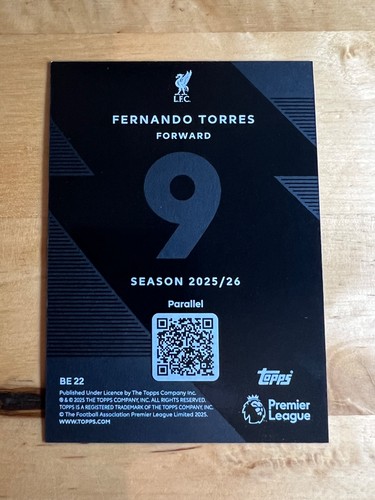 L.F.C.
FERNANDO TORRES
FORWARD
9
SEASON 2025/26
Parallel
BE 22
Published Under Licence by The Topps Company Inc.
® & © 2025 THE TOPPS COMPANY, INC. ALL RIGHTS RESERVED.
TOPPS IS A REGISTERED TRADEMARK OF THE TOPPS COMPANY, INC.
© The Football Association Premier League Limited 2025.
WWW.TOPPS.COM
topps
Premier
League